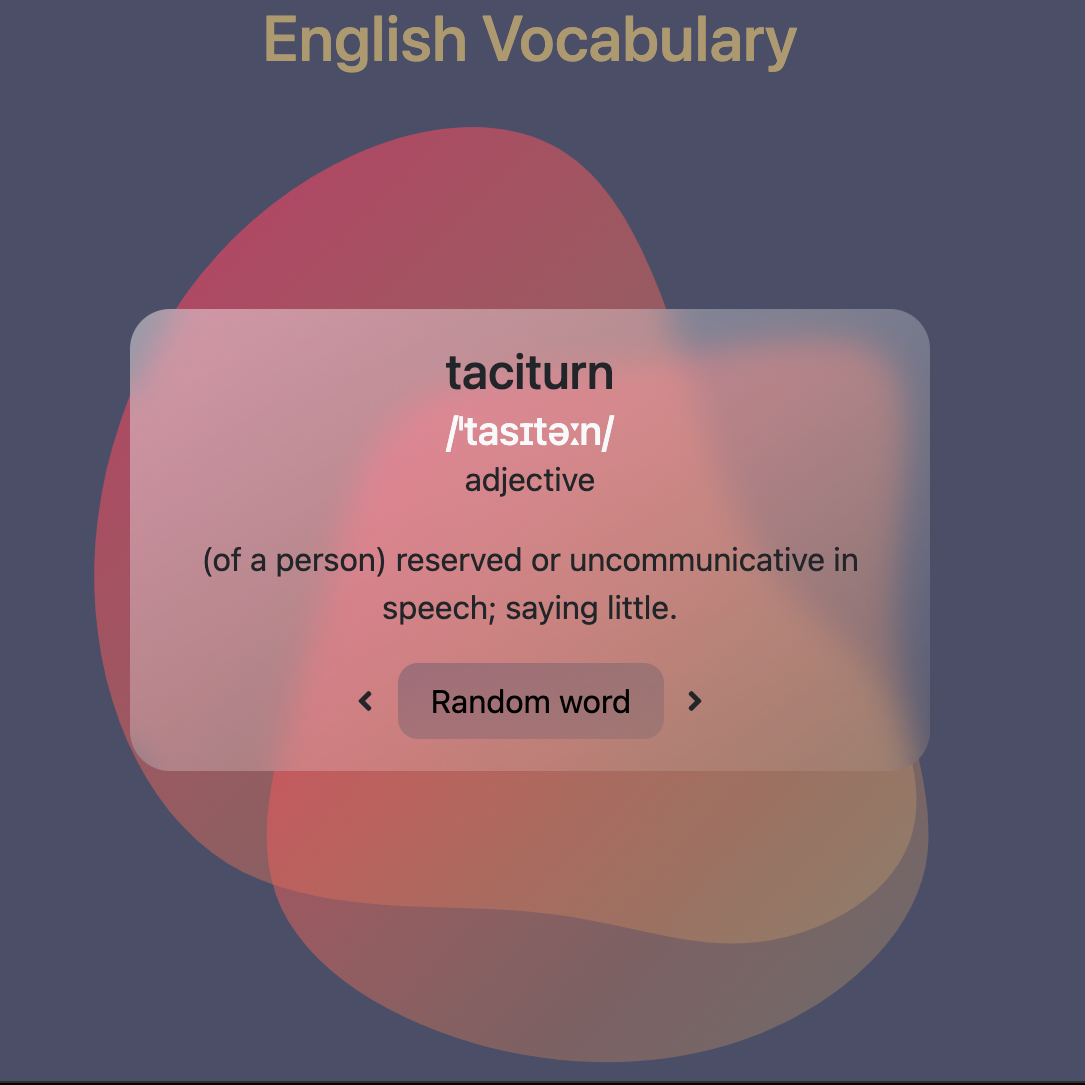 English Vocabulary
taciturn
/ˈtasɪtəːn/
adjective
(of a person) reserved or uncommunicative in
speech; saying little.
Random word